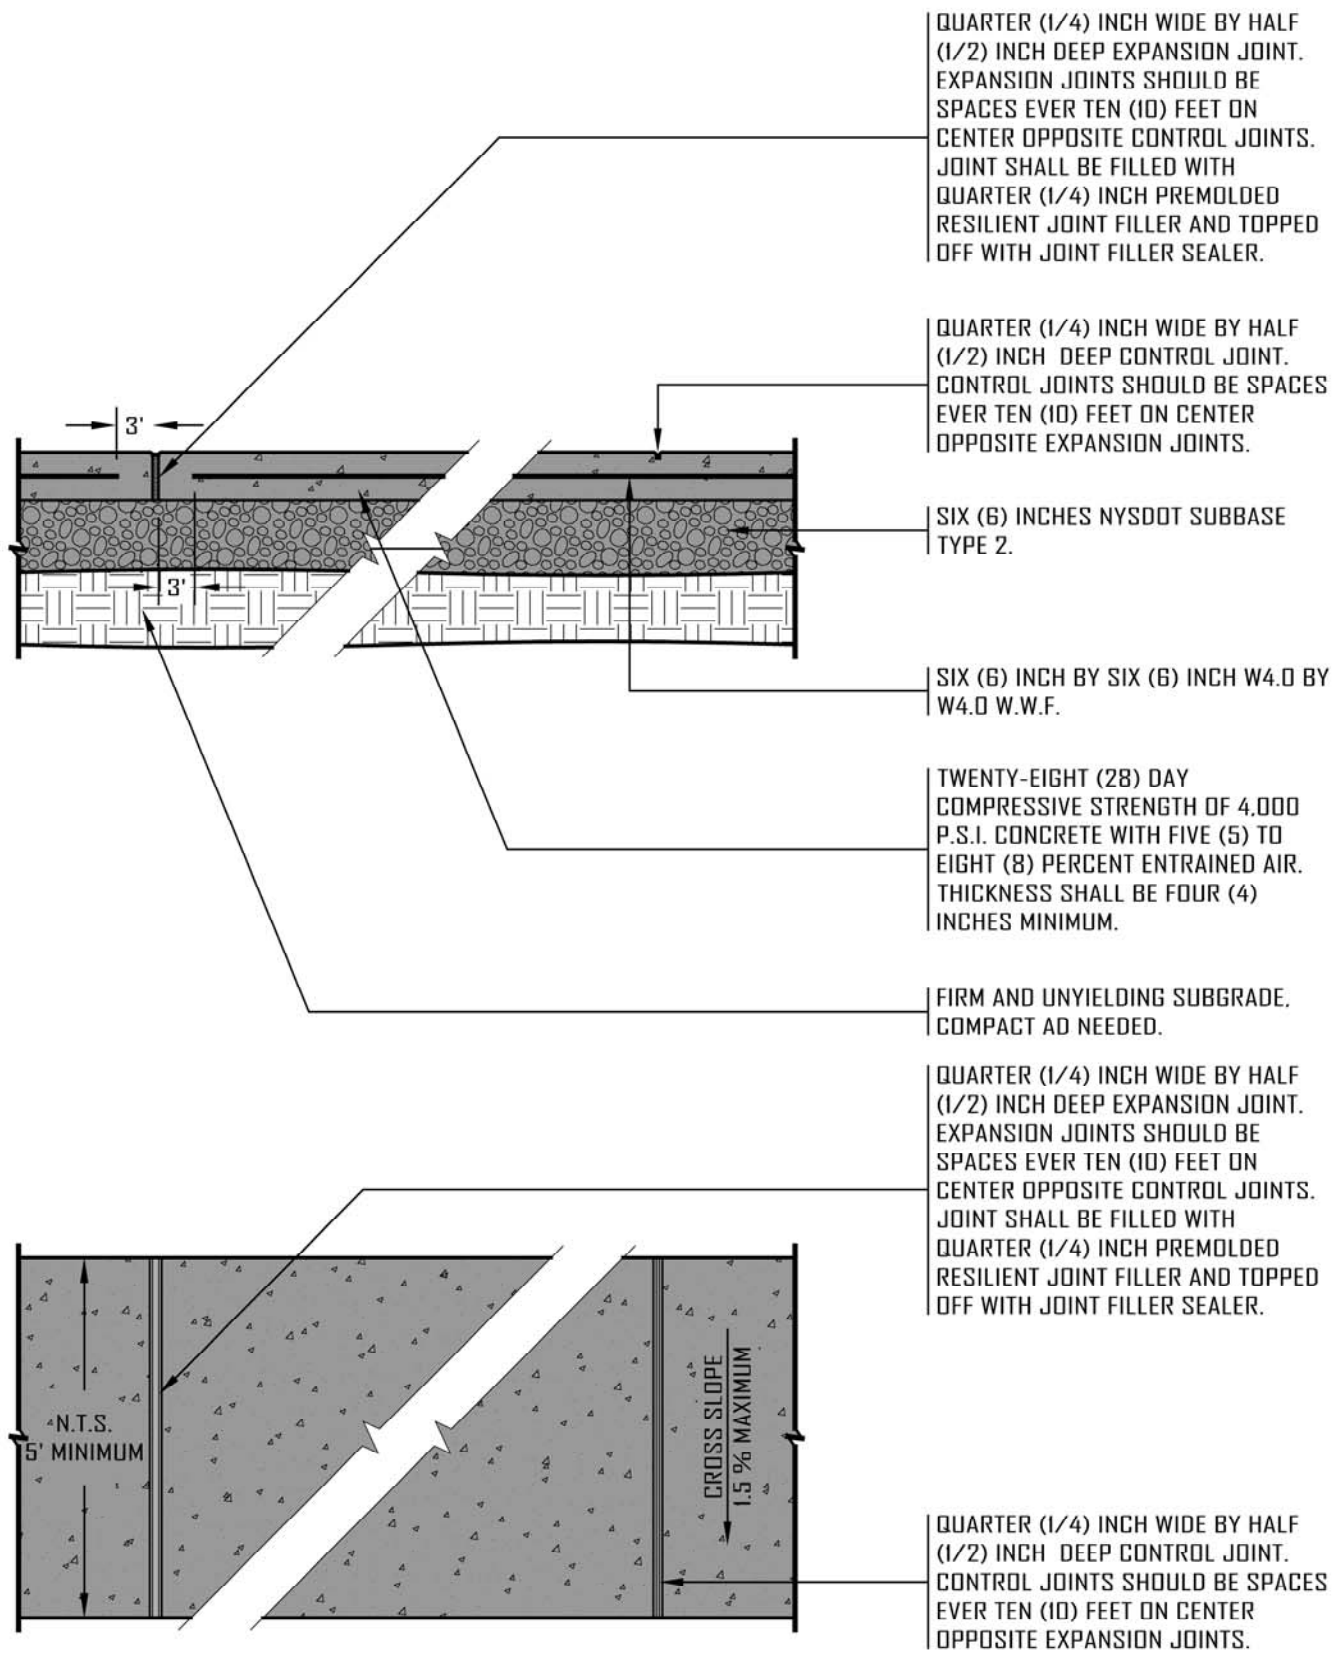 QUARTER (1/4) INCH WIDE BY HALF
(1/2) INCH DEEP EXPANSION JOINT.
EXPANSION JOINTS SHOULD BE
SPACES EVER TEN (10) FEET ON
CENTER OPPOSITE CONTROL JOINTS.
JOINT SHALL BE FILLED WITH
QUARTER (1/4) INCH PREMOLDED
RESILIENT JOINT FILLER AND TOPPED
OFF WITH JOINT FILLER SEALER.
QUARTER (1/4) INCH WIDE BY HALF
(1/2) INCH DEEP CONTROL JOINT.
CONTROL JOINTS SHOULD BE SPACES
EVER TEN (10) FEET ON CENTER
OPPOSITE EXPANSION JOINTS.
3'
SIX (6) INCHES NYSDOT SUBBASE
TYPE 2.
3'
SIX (6) INCH BY SIX (6) INCH W4.0 BY
W4.0 W.W.F.
TWENTY-EIGHT (28) DAY
COMPRESSIVE STRENGTH OF 4,000
P.S.I. CONCRETE WITH FIVE (5) TO
EIGHT (8) PERCENT ENTRAINED AIR.
THICKNESS SHALL BE FOUR (4)
INCHES MINIMUM.
FIRM AND UNYIELDING SUBGRADE,
COMPACT AD NEEDED.
QUARTER (1/4) INCH WIDE BY HALF
(1/2) INCH DEEP EXPANSION JOINT.
EXPANSION JOINTS SHOULD BE
SPACES EVER TEN (10) FEET ON
CENTER OPPOSITE CONTROL JOINTS.
JOINT SHALL BE FILLED WITH
QUARTER (1/4) INCH PREMOLDED
RESILIENT JOINT FILLER AND TOPPED
OFF WITH JOINT FILLER SEALER.
N.T.S.
5' MINIMUM
CROSS SLOPE
1.5 % MAXIMUM
QUARTER (1/4) INCH WIDE BY HALF
(1/2) INCH DEEP CONTROL JOINT.
CONTROL JOINTS SHOULD BE SPACES
EVER TEN (10) FEET ON CENTER
OPPOSITE EXPANSION JOINTS.